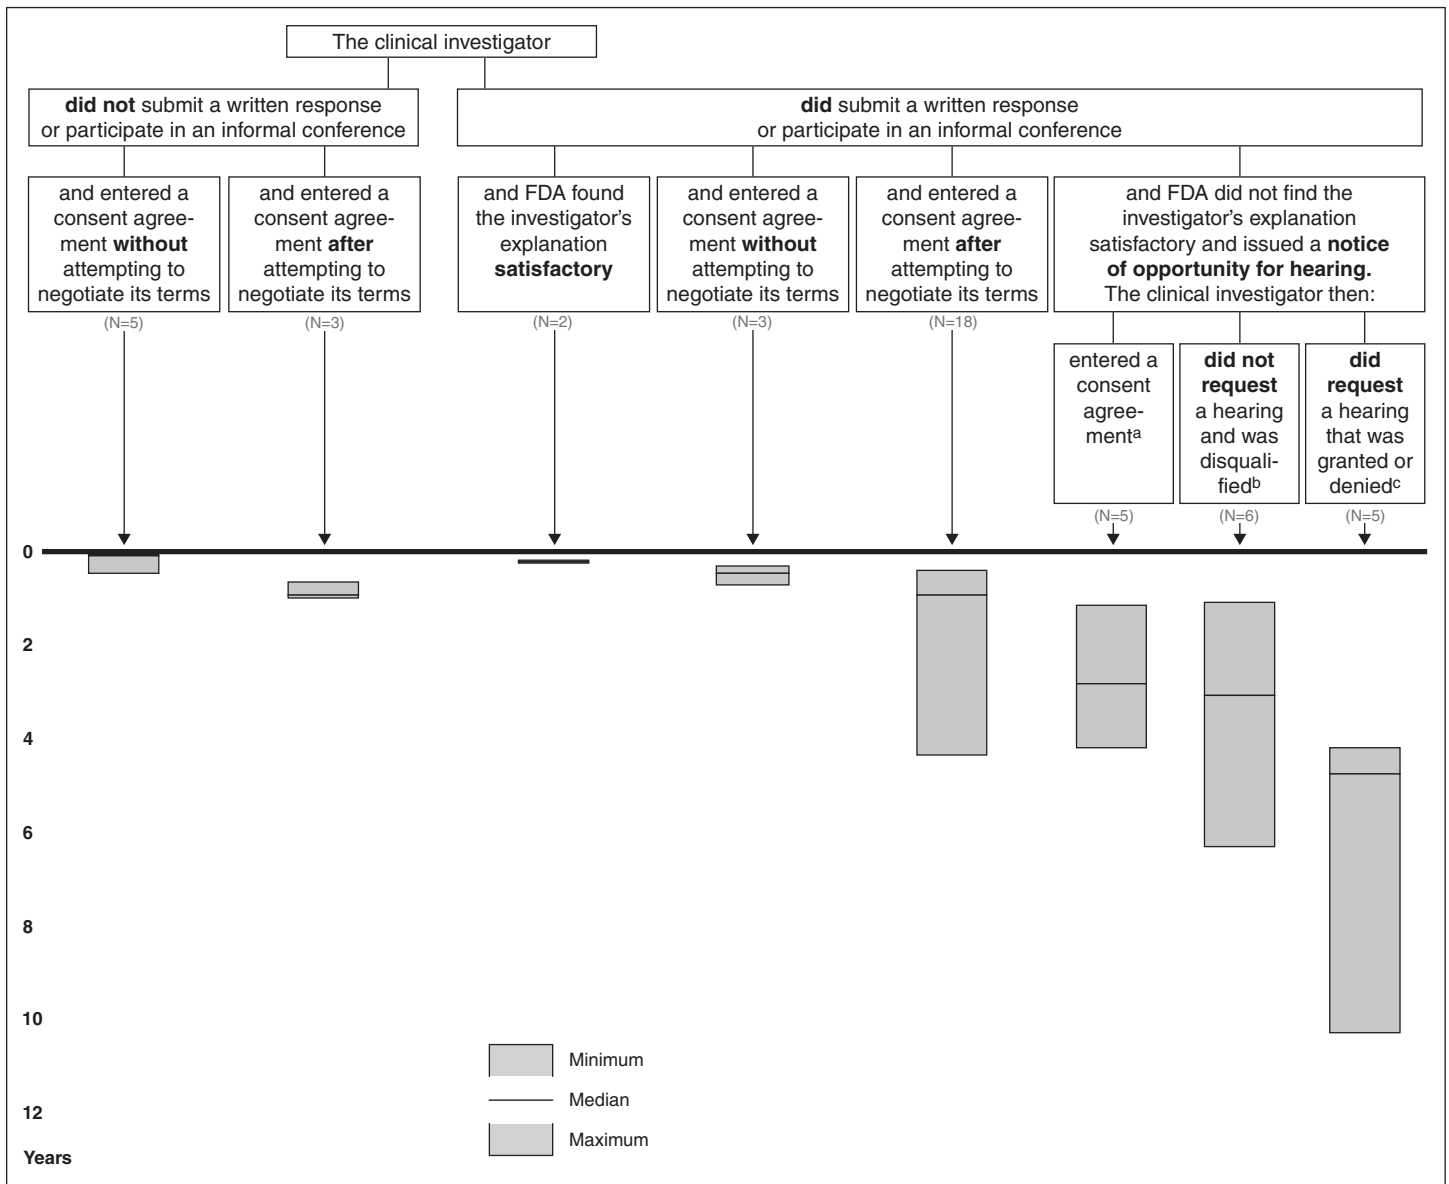 The clinical investigator
did not submit a written response
or participate in an informal conference
did submit a written response
or participate in an informal conference
and entered a
consent agree-
ment without
attempting to
negotiate its terms
(N=5)
and entered a
consent agree-
ment after
attempting to
negotiate its terms
(N=3)
and FDA found
the investigator's
explanation
satisfactory
(N=2)
and entered a
consent agree-
ment without
attempting to
negotiate its terms
(N=3)
and entered a
consent agree-
ment after
attempting to
negotiate its terms
(N=18)
and FDA did not find the
investigator's explanation
satisfactory and issued a notice
of opportunity for hearing.
The clinical investigator then:
entered a
consent
agree-
mentᵃ
(N=5)
did not
request
a hearing
and was
disquali-
fiedᵇ
(N=6)
did
request
a hearing
that was
granted or
deniedᶜ
(N=5)
0
2
4
6
8
10
12
Years
Minimum
Median
Maximum